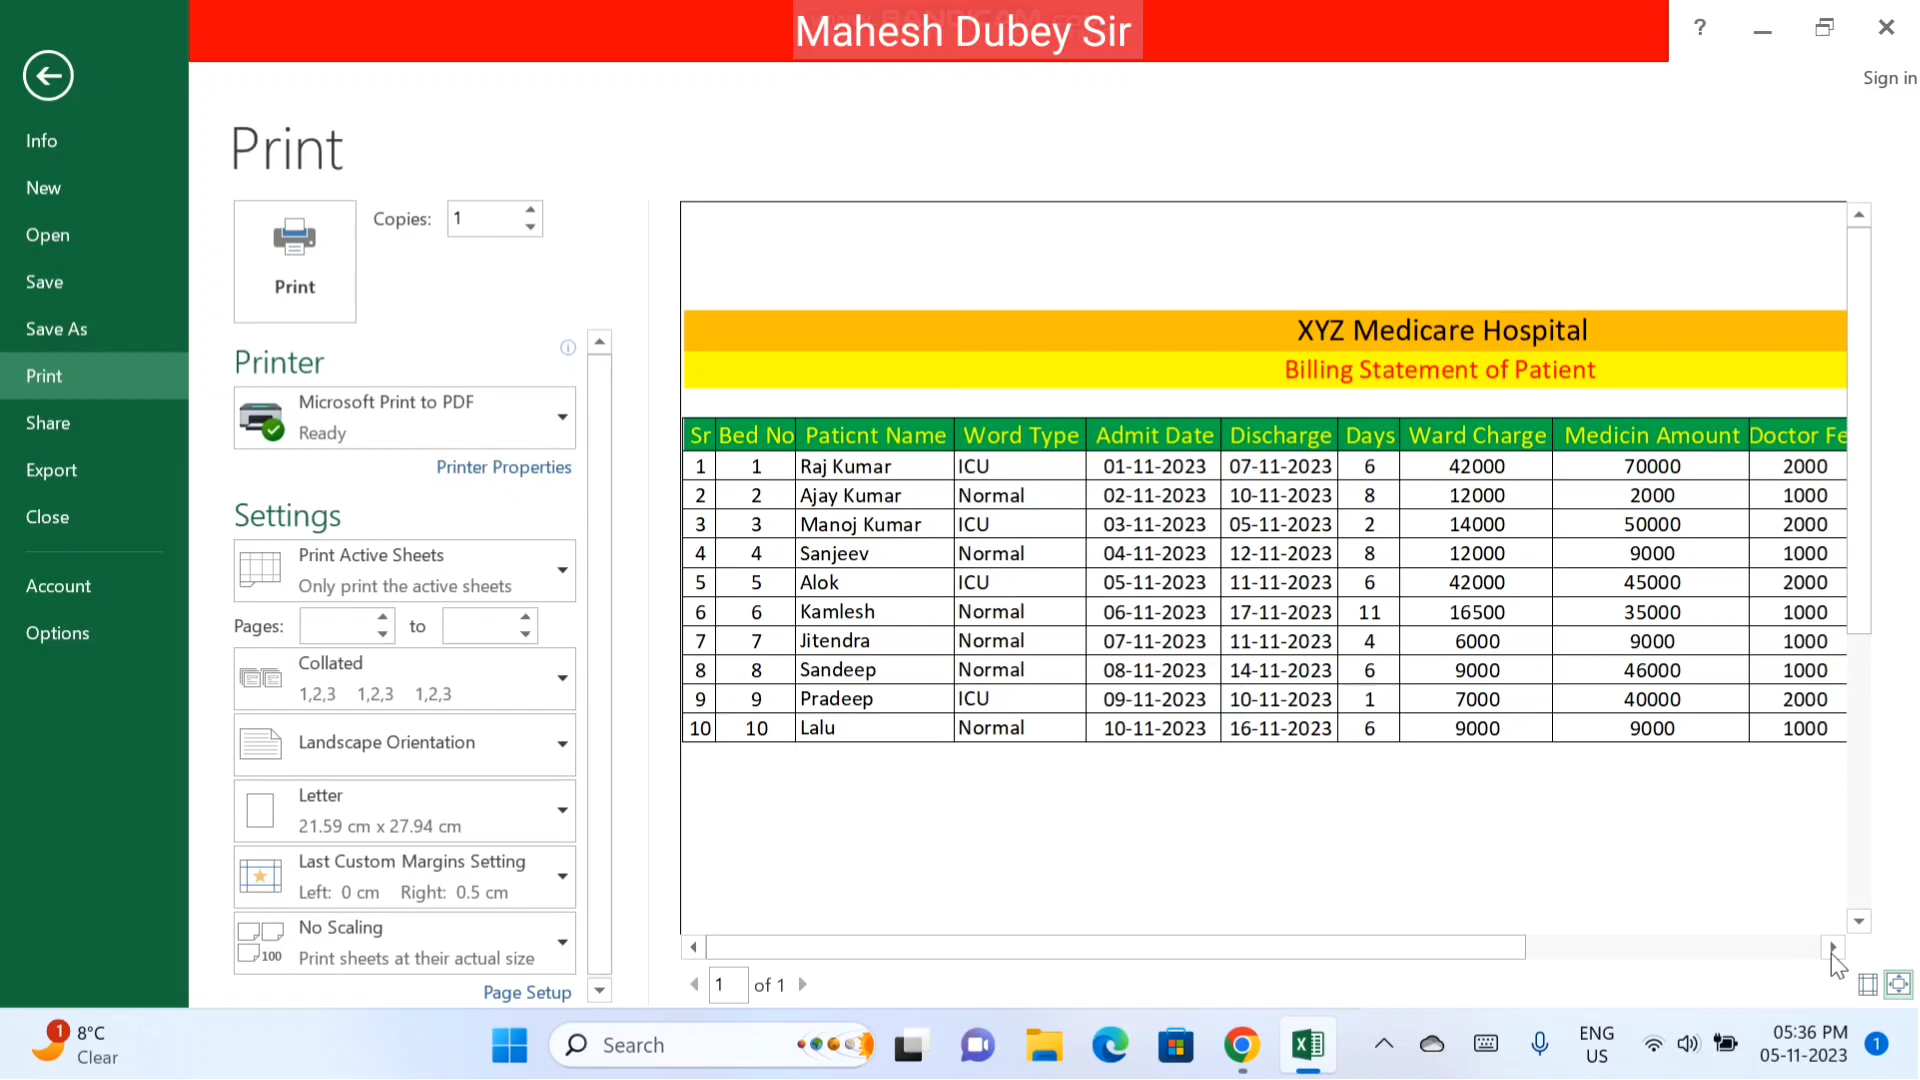 Mahesh Dubey Sir
?
Sign in
Info
New
Open
Save
Save As
Print
Share
Export
Close
Account
Options
Print
Print
Copies: 1
Printer
Microsoft Print to PDF
Ready
Printer Properties
Settings
Print Active Sheets
Only print the active sheets
Pages: to
Collated
1,2,3 1,2,3 1,2,3
Landscape Orientation
Letter
21.59 cm x 27.94 cm
Last Custom Margins Setting
Left: 0 cm Right: 0.5 cm
No Scaling
100
Print sheets at their actual size
Page Setup
XYZ Medicare Hospital
Billing Statement of Patient
Sr Bed No Paticnt Name Word Type Admit Date Discharge Days Ward Charge Medicin Amount Doctor Fe
1 1 Raj Kumar ICU 01-11-2023 07-11-2023 6 42000 70000 2000
2 2 Ajay Kumar Normal 02-11-2023 10-11-2023 8 12000 2000 1000
3 3 Manoj Kumar ICU 03-11-2023 05-11-2023 2 14000 50000 2000
4 4 Sanjeev Normal 04-11-2023 12-11-2023 8 12000 9000 1000
5 5 Alok ICU 05-11-2023 11-11-2023 6 42000 45000 2000
6 6 Kamlesh Normal 06-11-2023 17-11-2023 11 16500 35000 1000
7 7 Jitendra Normal 07-11-2023 11-11-2023 4 6000 9000 1000
8 8 Sandeep Normal 08-11-2023 14-11-2023 6 9000 46000 1000
9 9 Pradeep ICU 09-11-2023 10-11-2023 1 7000 40000 2000
10 10 Lalu Normal 10-11-2023 16-11-2023 6 9000 9000 1000
1 of 1
1
8°C
Clear
Search
ENG
US
05:36 PM
05-11-2023
1